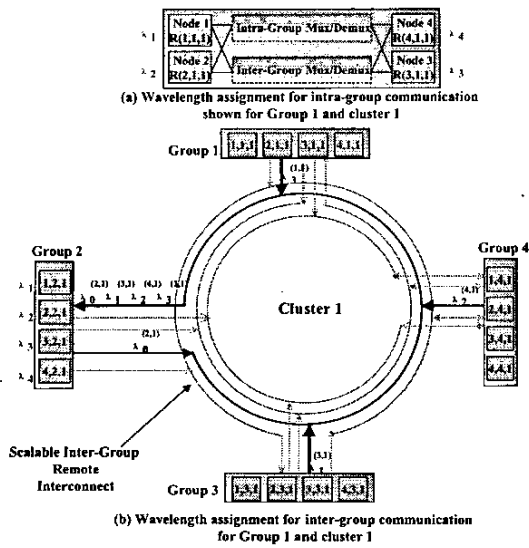 Node 1
R(1,1,1)
Node 2
R(2,1,1)
Intra-Group Mux/Demux
Inter-Group Mux/Demux
Node 4
R(4,1,1)
Node 3
R(3,1,1)
λ 1
λ 2
λ 4
λ 3
(a) Wavelength assignment for intra-group communication
shown for Group 1 and cluster 1
Group 1
1,1,1 2,1,1 3,1,1 4,1,1
(1,1)
3
Group 2
λ 1
λ 2
λ 3
λ 4
1,2,1
2,2,1
3,2,1
4,2,1
(2,1) (3,1) (4,1) (1,1)
λ 0 λ 1 λ 2 λ 3
(2,1)
λ 0
Cluster 1
Group 4
(4,1)
λ 2
1,4,1
2,4,1
3,4,1
4,4,1
Scalable Inter-Group
Remote
Interconnect
(3,1)
Group 3
1,3,1 2,3,1 3,3,1 4,3,1
(b) Wavelength assignment for inter-group communication
for Group 1 and cluster 1